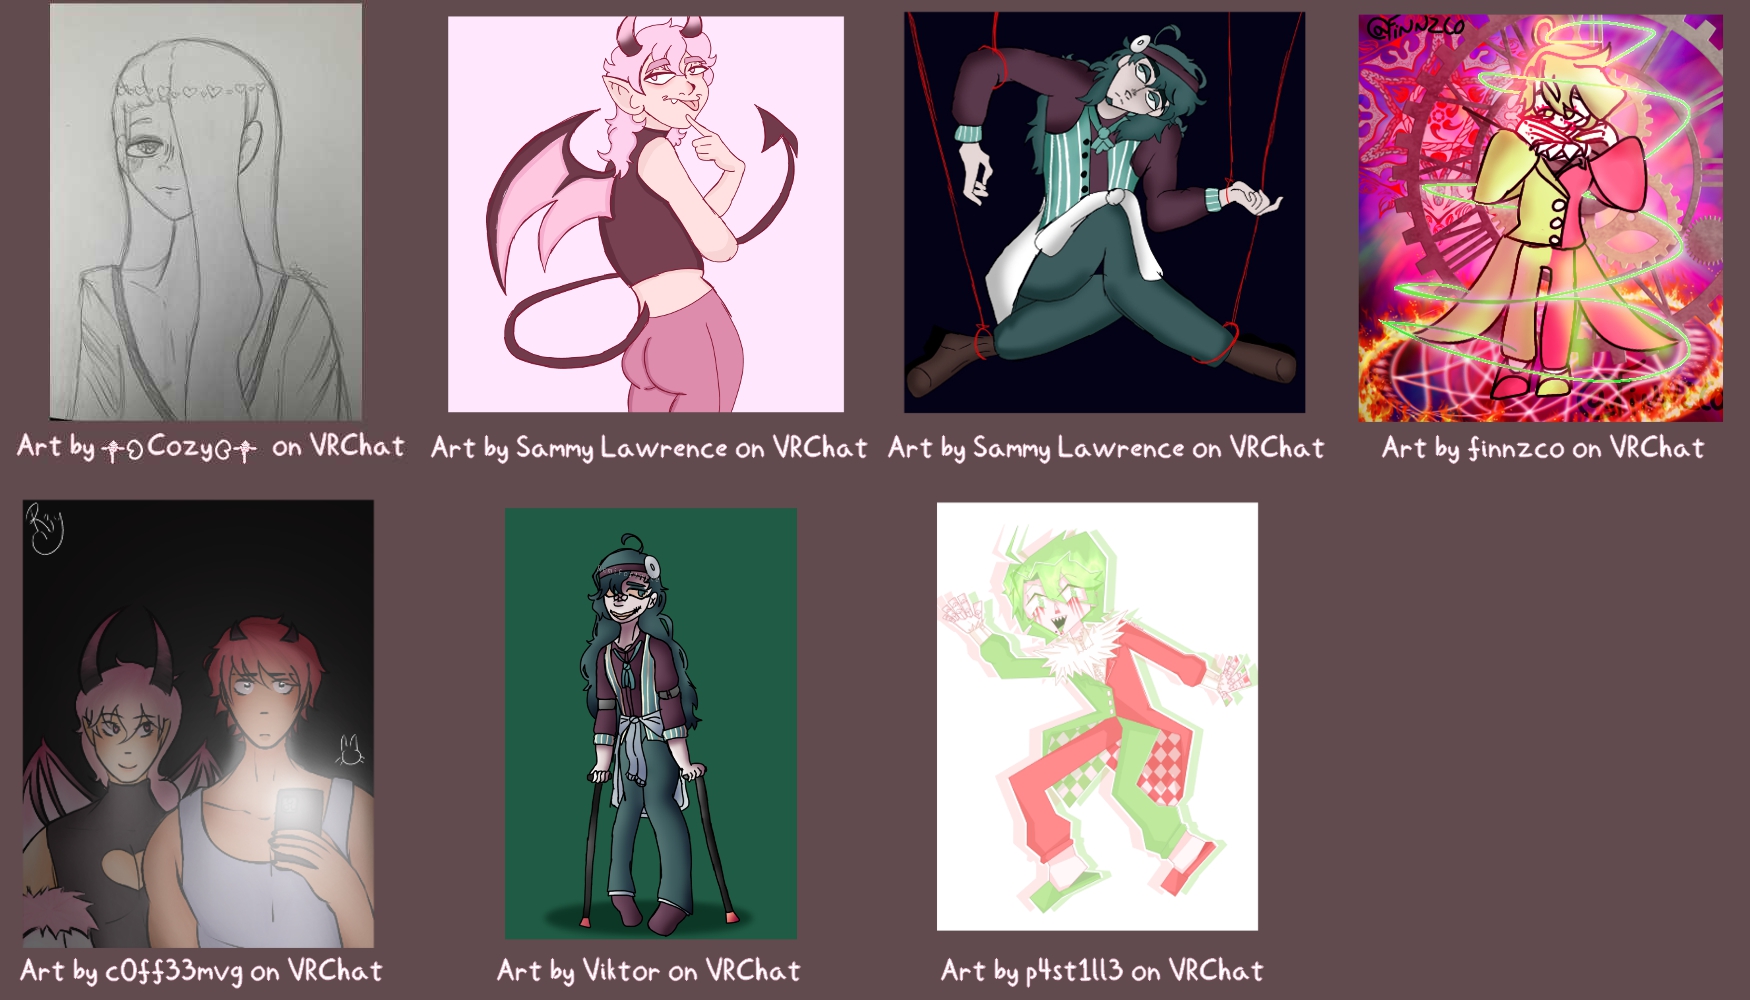 @FiNNZCO
Art by ⸸Ͽ CozyϾ⸸ on VRChat
Art by Sammy Lawrence on VRChat
Art by Sammy Lawrence on VRChat
Art by finnzco on VRChat
Art by c0ff33mvg on VRChat
Art by Viktor on VRChat
Art by p4st1ll3 on VRChat